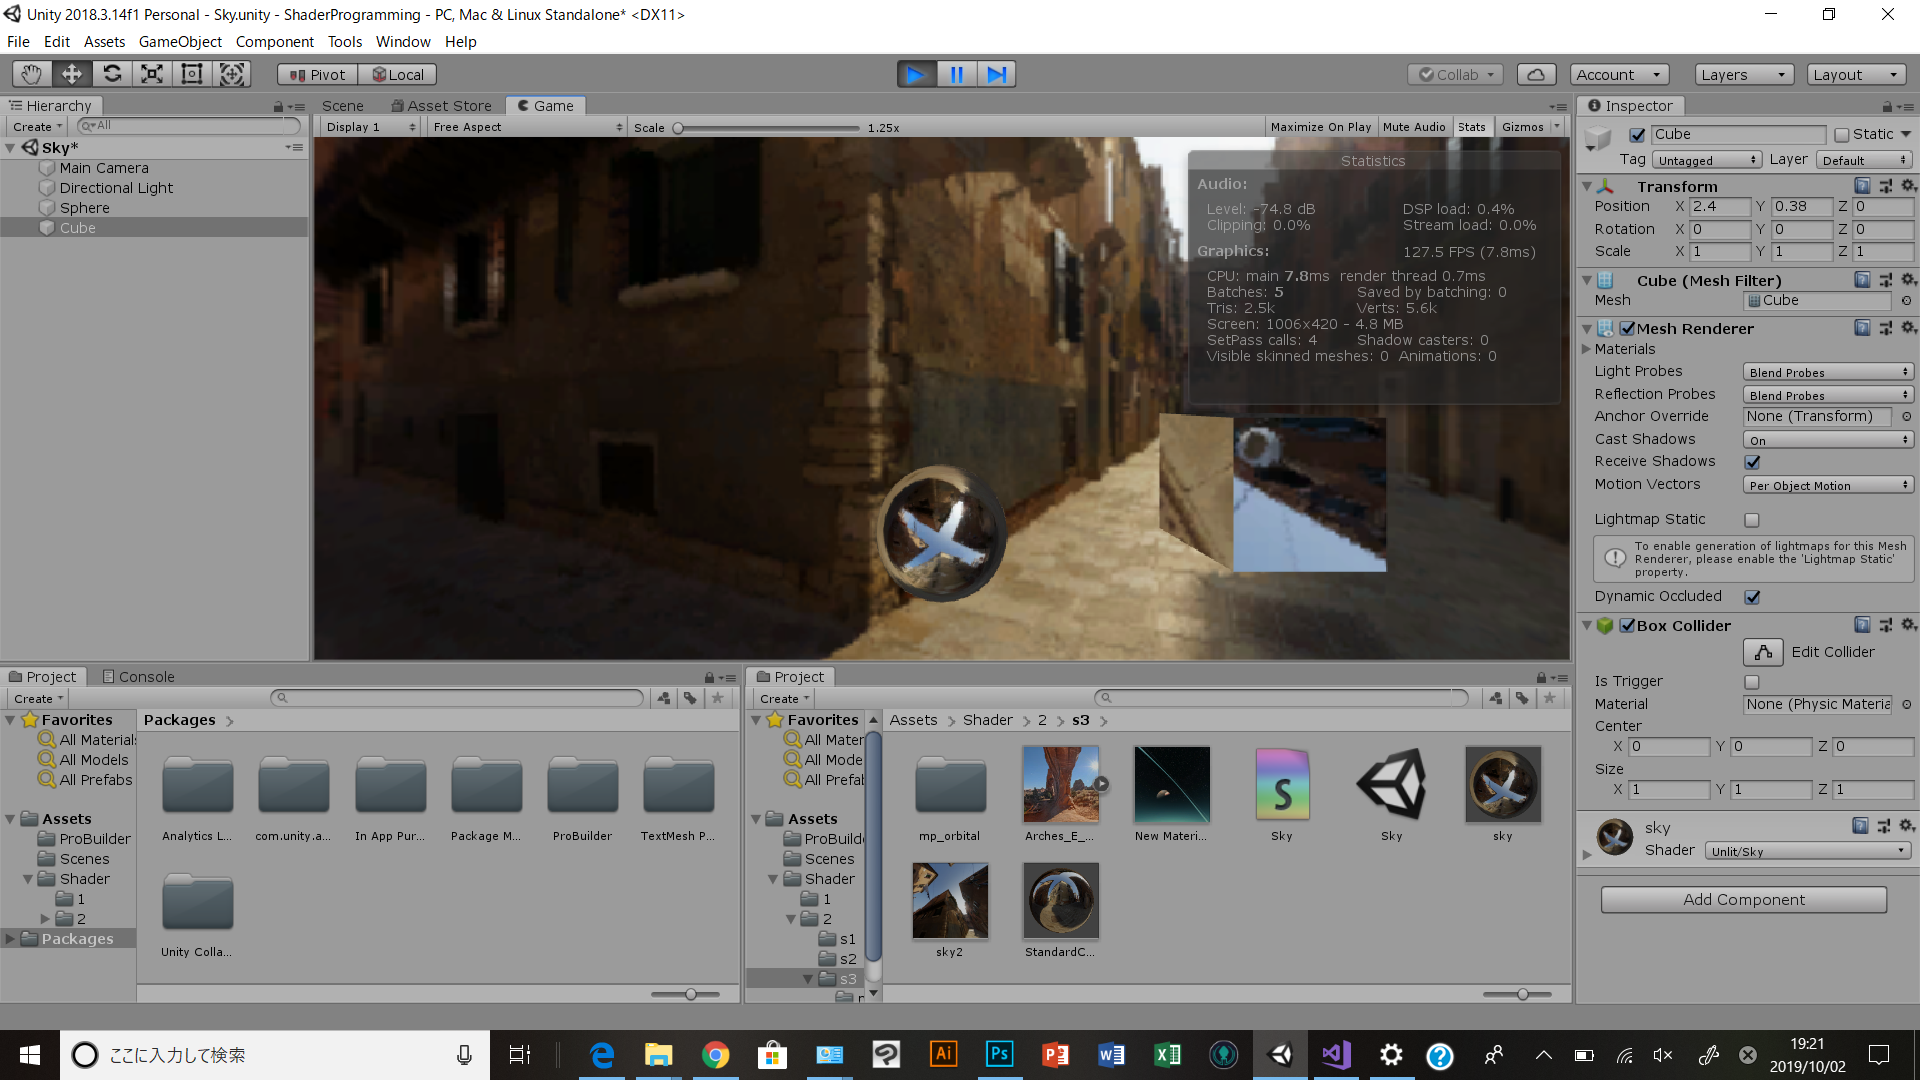 Unity 2018.3.14f1 Personal - Sky.unity - ShaderProgramming - PC, Mac & Linux Standalone* <DX11>
File Edit Assets GameObject Component Tools Window Help
Pivot Local Collab Account Layers Layout
Hierarchy
Create All
Sky*
Main Camera
Directional Light
Sphere
Cube
Scene Asset Store Game
Display 1 Free Aspect Scale 1.25x Maximize On Play Mute Audio Stats Gizmos
Statistics
Audio:
Level: -74.8 dB DSP load: 0.4%
Clipping: 0.0% Stream load: 0.0%
Graphics: 127.5 FPS (7.8ms)
CPU: main 7.8ms render thread 0.7ms
Batches: 5 Saved by batching: 0
Tris: 2.5k Verts: 5.6k
Screen: 1006x420 - 4.8 MB
SetPass calls: 4 Shadow casters: 0
Visible skinned meshes: 0 Animations: 0
Inspector
Cube Static
Tag Untagged Layer Default
Transform
Position X 2.4 Y 0.38 Z 0
Rotation X 0 Y 0 Z 0
Scale X 1 Y 1 Z 1
Cube (Mesh Filter)
Mesh Cube
Mesh Renderer
Materials
Light Probes Blend Probes
Reflection Probes Blend Probes
Anchor Override None (Transform)
Cast Shadows On
Receive Shadows
Motion Vectors Per Object Motion
Lightmap Static
To enable generation of lightmaps for this Mesh
Renderer, please enable the 'Lightmap Static'
property.
Dynamic Occluded
Box Collider
Edit Collider
Is Trigger
Material None (Physic Materia
Center
X 0 Y 0 Z 0
Size
X 1 Y 1 Z 1
sky
Shader Unlit/Sky
Add Component
Project Console
Create
Favorites
All Material
All Models
All Prefabs
Assets
ProBuilder
Scenes
Shader
1
2
Packages
Packages
Analytics L... com.unity.a... In App Pur... Package M... ProBuilder TextMesh P...
Unity Colla...
Project
Create
Favorites
All Mater
All Mode
All Prefab
Assets
ProBuilde
Scenes
Shader
1
2
s1
s2
s3
Assets Shader 2 s3
mp_orbital Arches_E_... New Materi... Sky Sky sky
sky2 StandardC...
ここに入力して検索
19:21
2019/10/02